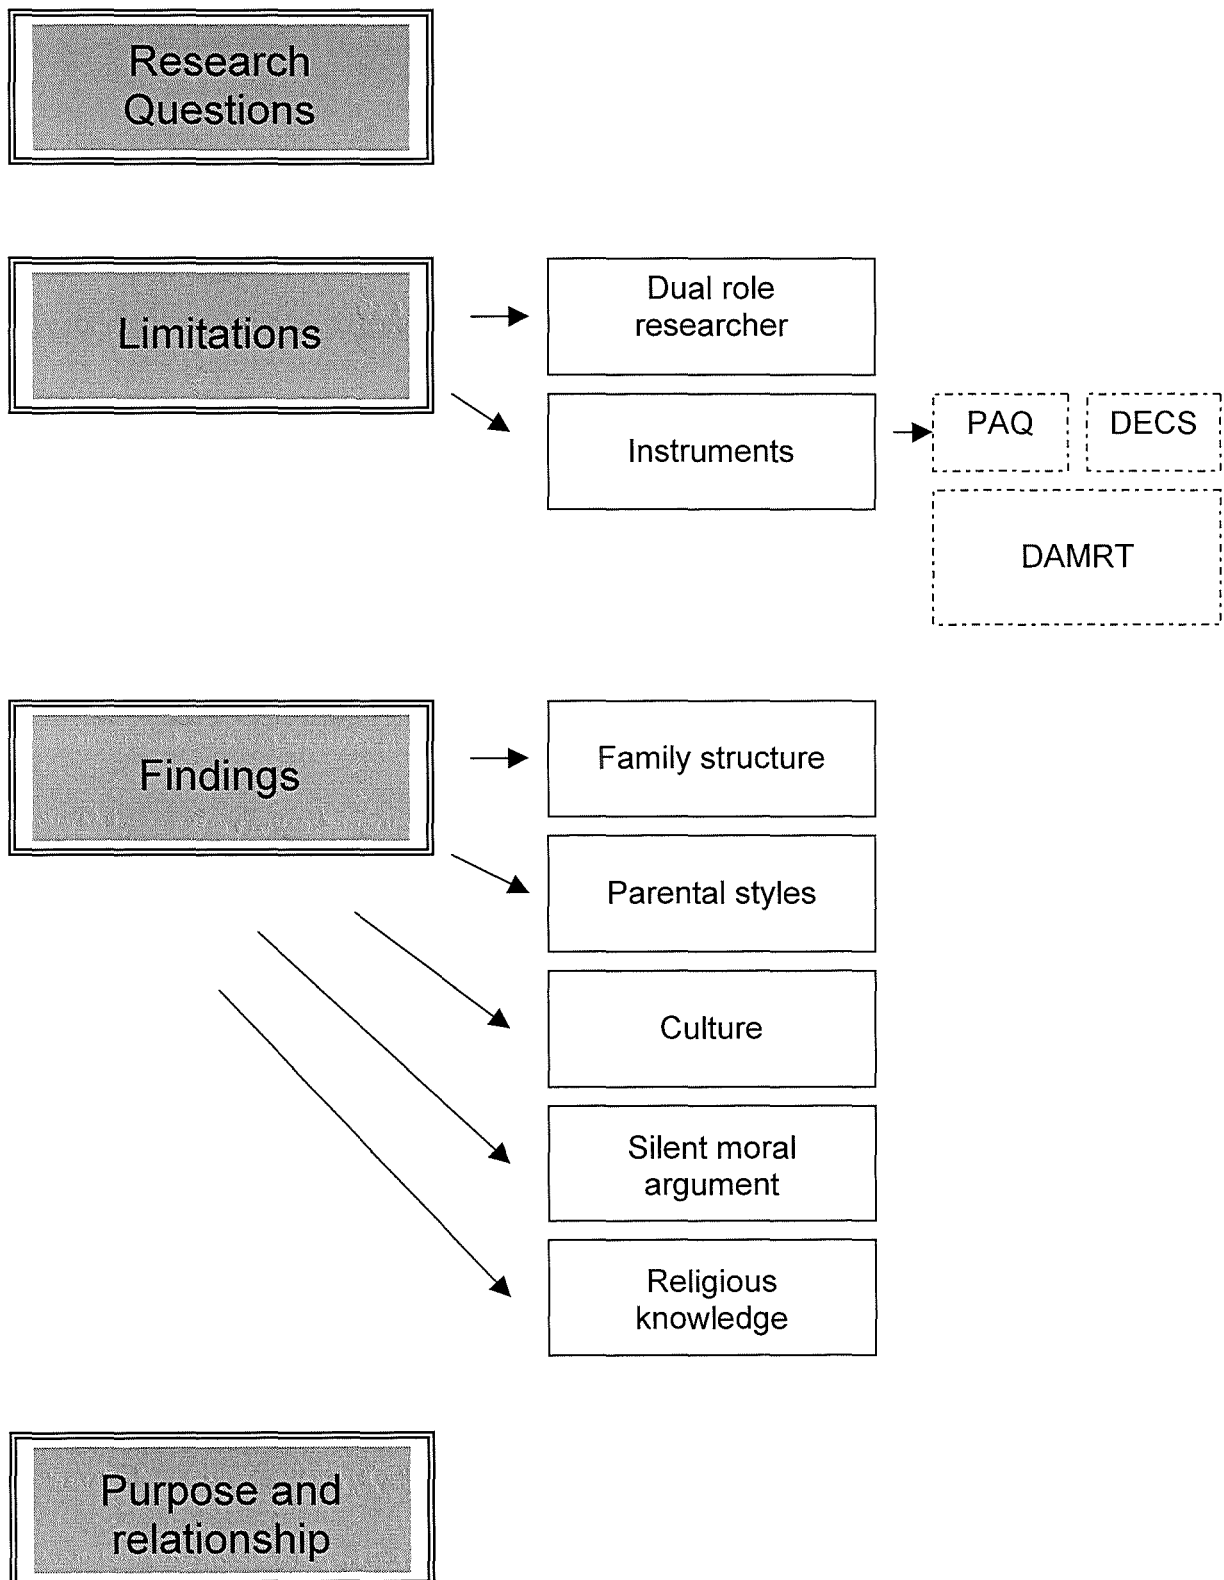 Research
Questions
Limitations
Dual role
researcher
Instruments
PAQ
DECS
DAMRT
Findings
Family structure
Parental styles
Culture
Silent moral
argument
Religious
knowledge
Purpose and
relationship